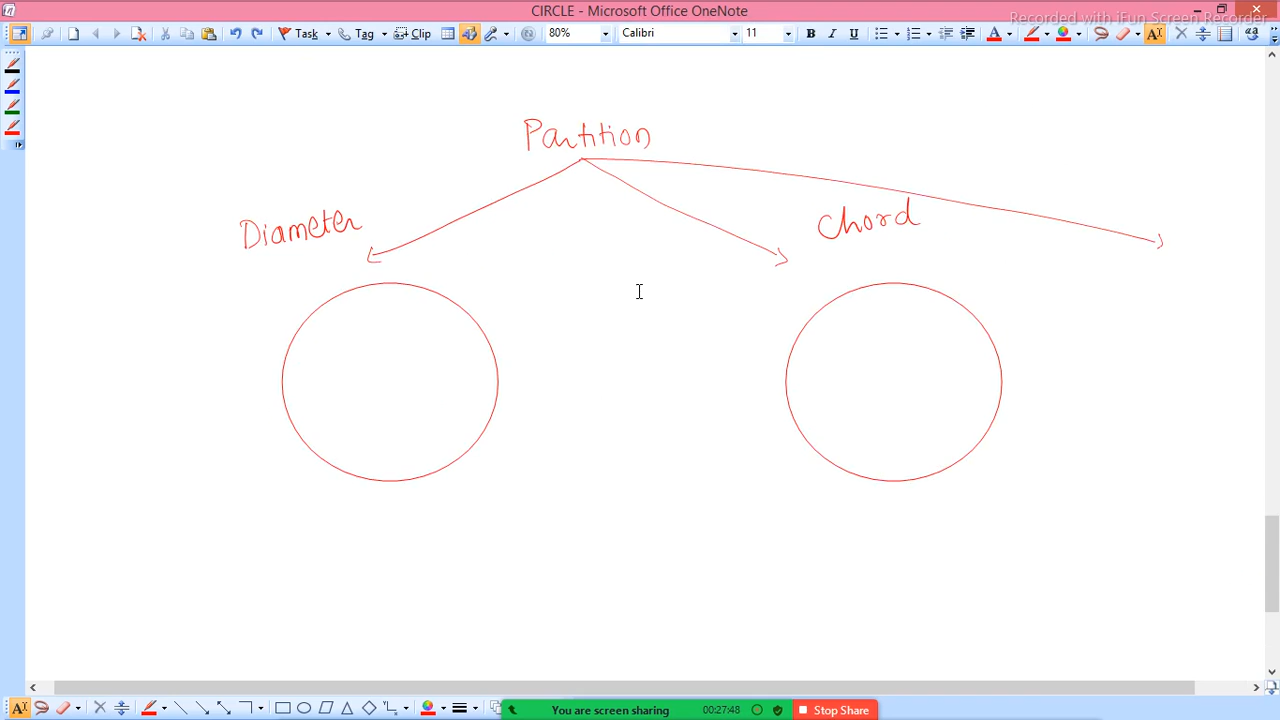 CIRCLE - Microsoft Office OneNote
Recorded with iFun Screen Recorder
Task Tag Clip 80% Calibri 11 B I U A A
Partition
Diameter
Chord
A
You are screen sharing 00:27:48 Stop Share